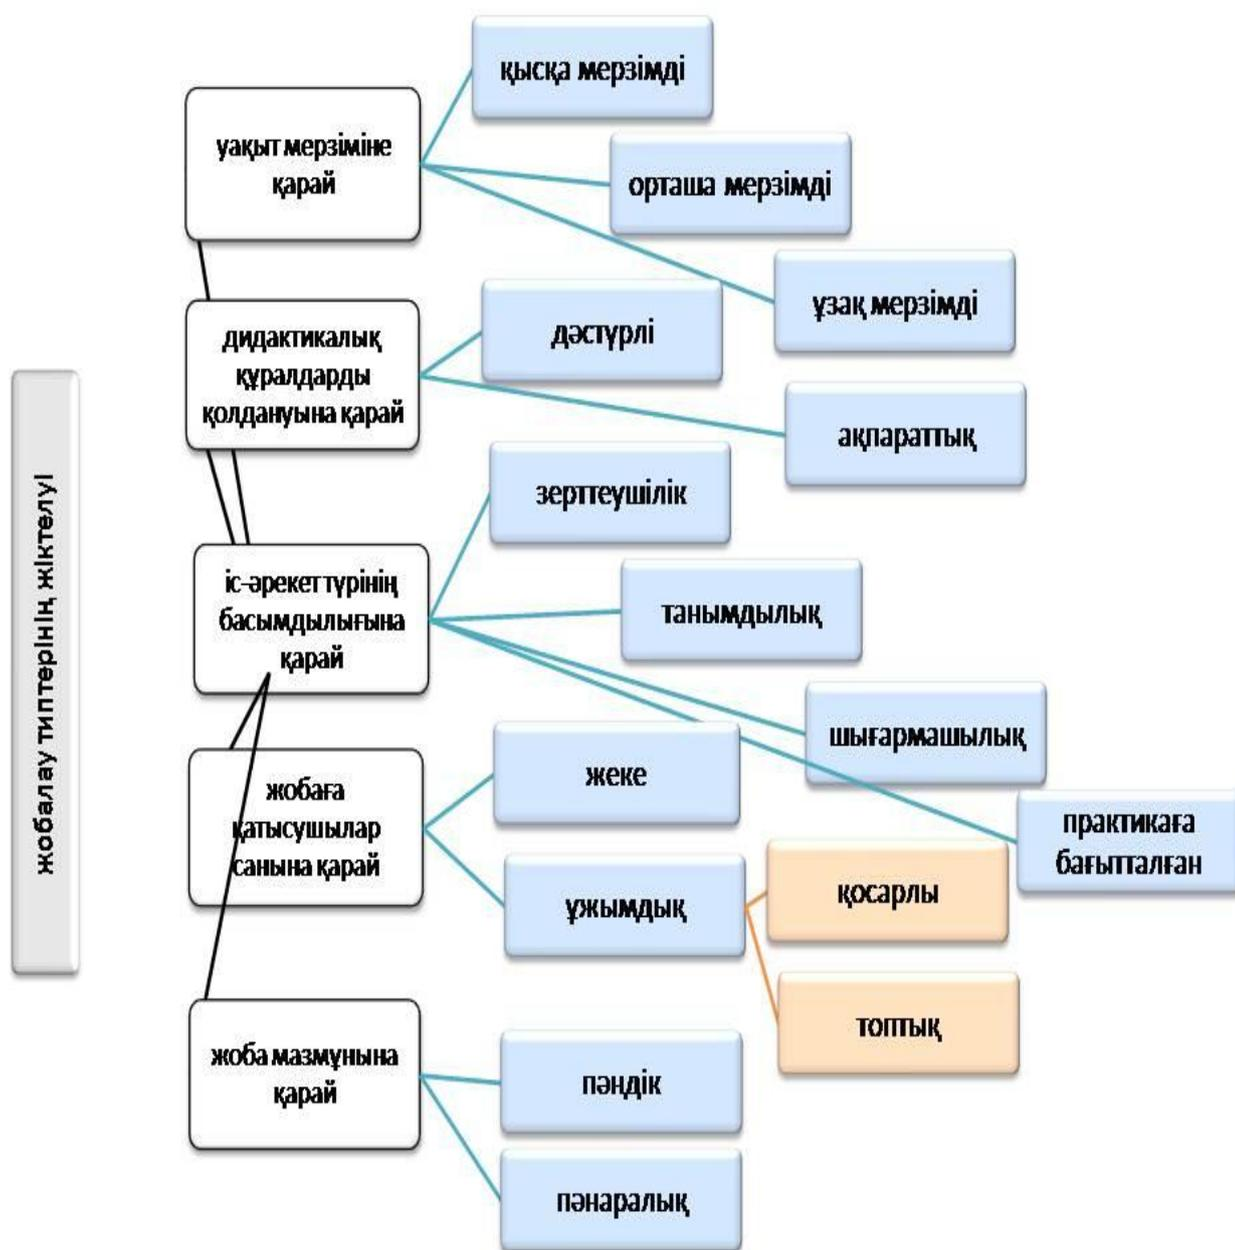 жобалау типтерінің жіктелуі
уақыт мерзіміне
қарай
қысқа мерзімді
орташа мерзімді
ұзақ мерзімді
дидактикалық
құралдарды
қолдануына қарай
дәстүрлі
ақпараттық
іс-әрекет түрінің
басымдылығына
қарай
зерттеушілік
танымдылық
шығармашылық
практикаға
бағытталған
жобаға
қатысушылар
санына қарай
жеке
ұжымдық
қосарлы
топтық
жоба мазмұнына
қарай
пәндік
пәнаралық